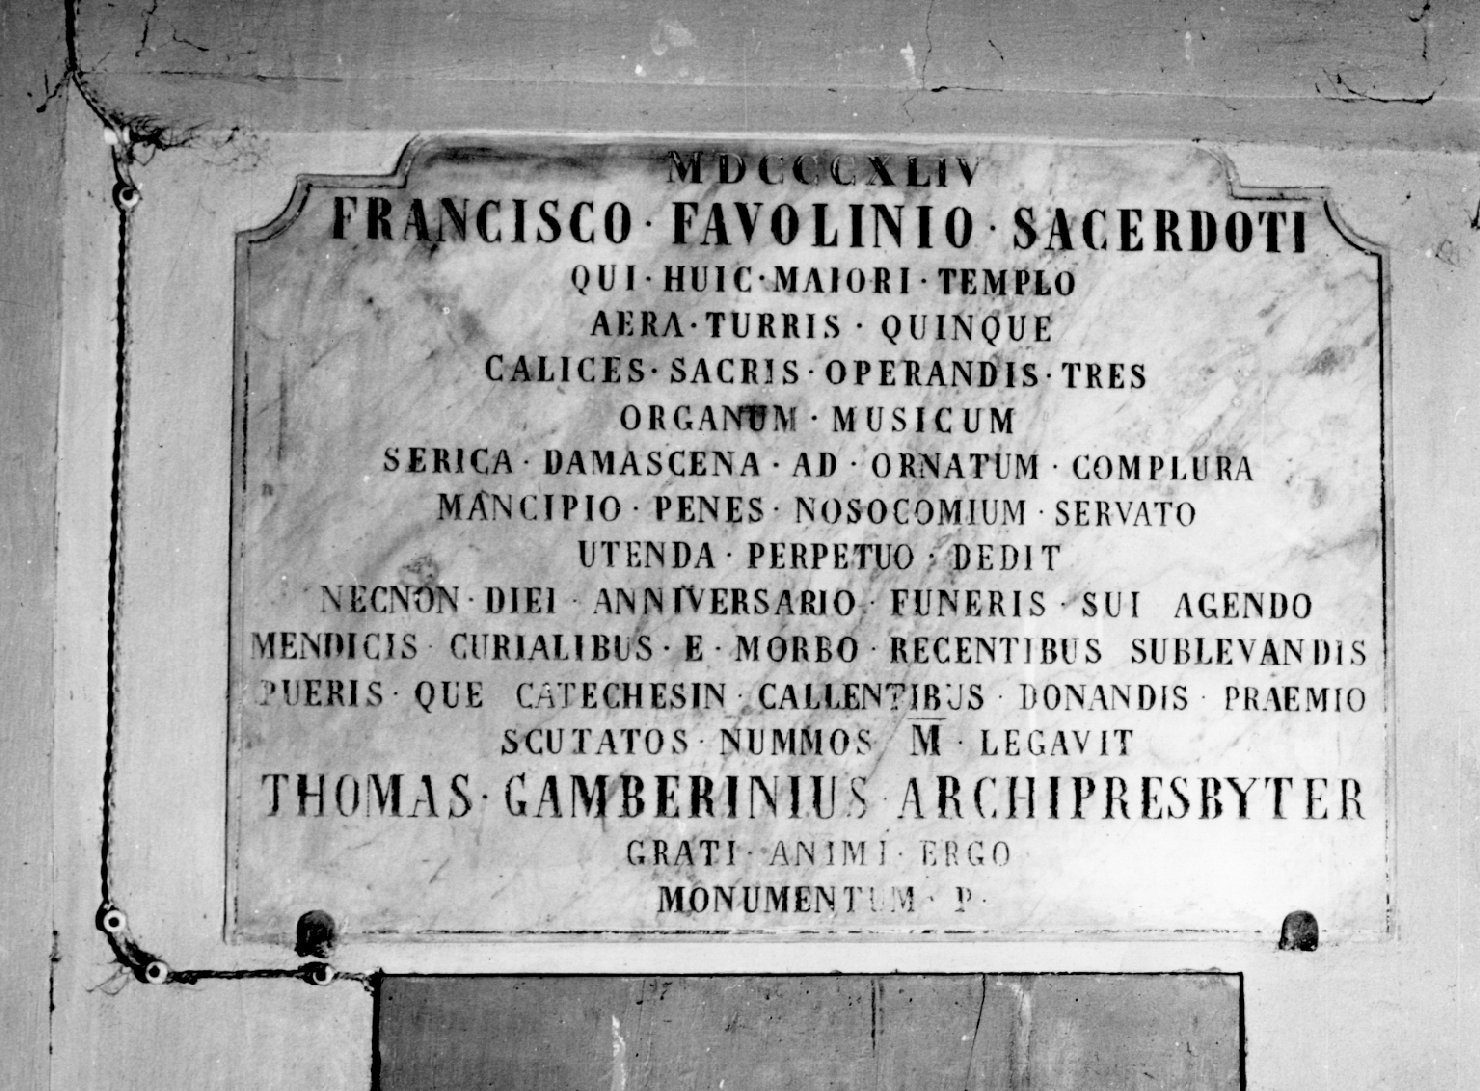 MDCCCXLIV
FRANCISCO · FAVOLINIO · SACERDOTI
QUI · HUIC · MAIORI · TEMPLO
AERA · TURRIS · QUINQUE
CALICES · SACRIS · OPERANDIS · TRES
ORGANUM · MUSICUM
SERICA · DAMASCENA · AD · ORNATUM · COMPLURA
MANCIPIO · PENES · NOSOCOMIUM · SERVATO
UTENDA · PERPETUO · DEDIT
NECNON · DIEI · ANNIVERSARIO · FUNERIS · SUI AGENDO
MENDICIS · CURIALIBUS · E · MORBO · RECENTIBUS SUBLEVANDIS
PUERIS · QUE CATECHESIN · CALLENTIBUS · DONANDIS · PRAEMIO
SCUTATOS · NUMMOS M̅ · LEGAVIT
THOMAS · GAMBERINIUS · ARCHIPRESBYTER
GRATI · ANIMI · ERGO
MONUMENTUM · P ·